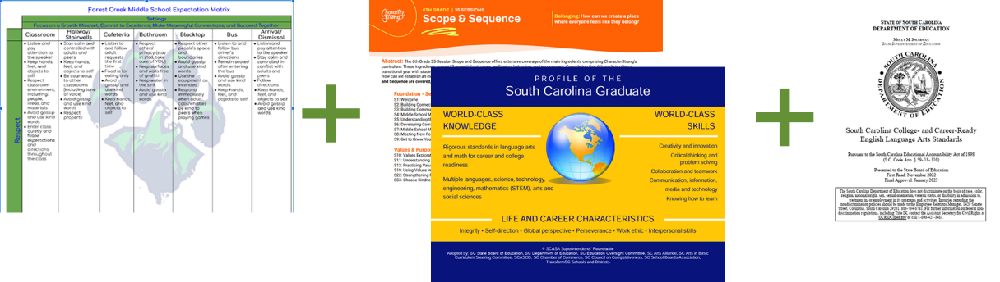 Forest Creek Middle School Expectation Matrix
Settings
Focus on a Growth Mindset, Commit to Excellence, Make Meaningful Connections, and Succeed Together
Classroom
Hallway/
Stairwells
Cafeteria
Bathroom
Blacktop
Bus
Arrival/
Dismissal
Respect
• Listen and
pay
attention to
the speaker
• Keep hands,
feet, and
objects to
self
• Respect
classroom
environment,
including
people,
ideas, and
materials
• Avoid gossip
and use kind
words
• Enter class
quietly and
follow
expectations
and
directions
throughout
the class
• Stay calm and
controlled with
adults and
peers
• Keep hands,
feet, and
objects to self
• Be courteous
to other
classrooms
(including tone
of voice)
• Avoid gossip
and use kind
words
• Respect
property
• Listen to
and follow
adult
requests
the first
time
• Food is for
eating only
• Avoid
gossip and
use kind
words
• Keep hands,
feet, and
objects to
self
• Respect
others'
privacy (stay
in stall, take
care of YOU)
• Keep surfaces
and walls free
of graffiti
• Keep water in
the sink
• Avoid gossip
and use kind
words
• Respect other
people's space
and
boundaries
• Avoid gossip
and use kind
words
• Use the
equipment as
intended
• Respond
immediately
when adult
calls/whistles
• Be kind to
peers when
playing games
• Listen to and
follow bus
driver's
directions
• Remain seated
after entering
the bus
• Avoid gossip
and use kind
words
• Keep hands,
feet, and
objects to self
• Listen and
pay attention
to the speaker
• Stay calm and
controlled in
conflict with
adults and
peers
• Keep hands,
feet, and
objects to self
• Follow
directions
• Avoid gossip
and use kind
words
Character
Strong
6TH GRADE | 35 SESSIONS
Scope & Sequence
Belonging: How can we create a place
where everyone feels like they belong?
Abstract: The 6th Grade 35-Session Scope and Sequence offers extensive coverage of the main ingredients comprising CharacterStrong's
curriculum. These ingredients support 3 essential outcomes: well-being, belonging, and engagement.
transitional year with stude
How can we establish an in
and Sequence are covered,
Foundation - Se
S1: Welcome
S2: Building Connec
S3: Building Commu
S4: Middle School M
S5: Understanding th
S6: Developing Comm
S7: Middle School M
S8: Meeting New Pe
S9: Get to Know You
Values & Purpo
S10: Values Explorat
S11: Understanding
S12: Practicing Valu
S19: Using Values in
S22: Strengthening F
S33: Choose Kindne
PROFILE OF THE
South Carolina Graduate
WORLD-CLASS
KNOWLEDGE
Rigorous standards in language arts
and math for career and college
readiness
Multiple languages, science, technology,
engineering, mathematics (STEM), arts and
social sciences
WORLD-CLASS
SKILLS
Creativity and innovation
Critical thinking and
problem solving
Collaboration and teamwork
Communication, information,
media and technology
Knowing how to learn
LIFE AND CAREER CHARACTERISTICS
Integrity • Self-direction • Global perspective • Perseverance • Work ethic • Interpersonal skills
© SCASA Superintendents' Roundtable
Adopted by: SC State Board of Education, SC Department of Education, SC Education Oversight Committee, SC Arts Alliance, SC Arts in Basic
Curriculum Steering Committee, SCASCD, SC Chamber of Commerce, SC Council on Competitiveness, SC School Boards Association,
TransformSC Schools and Districts.
STATE OF SOUTH CAROLINA
DEPARTMENT OF EDUCATION
MOLLY M. SPEARMAN
STATE SUPERINTENDENT OF EDUCATION
SOUTH CAROLINA
DEPARTMENT OF EDUCATION
South Carolina College- and Career-Ready
English Language Arts Standards
Pursuant to the South Carolina Educational Accountability Act of 1998
(S.C. Code Ann. § 59-18-110)
Presented to the State Board of Education
First Read: November 2022
Final Approval: January 2023
The South Carolina Department of Education does not discriminate on the basis of race, color,
religion, national origin, sex, sexual orientation, veteran status, or disability in admission to,
treatment in, or employment in its programs and activities. Inquiries regarding the
nondiscrimination policies should be made to the Employee Relations Manager, 1429 Senate
Street, Columbia, South Carolina 29201, 803-734-8781. For further information on federal non-
discrimination regulations, including Title IX, contact the Assistant Secretary for Civil Rights at
OCR.DC@ed.gov or call 1-800-421-3481.